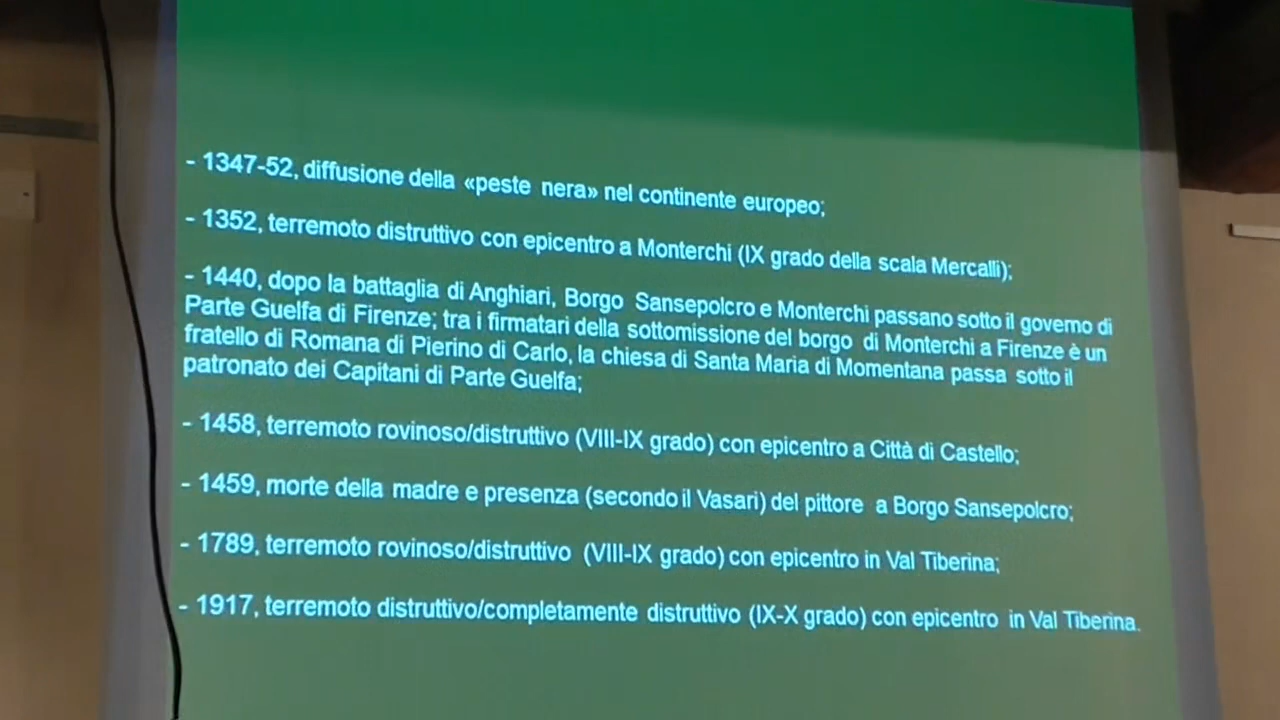 - 1347-52, diffusione della «peste nera» nel continente europeo;
- 1352, terremoto distruttivo con epicentro a Monterchi (IX grado della scala Mercalli);
- 1440, dopo la battaglia di Anghiari, Borgo Sansepolcro e Monterchi passano sotto il governo di
Parte Guelfa di Firenze; tra i firmatari della sottomissione del borgo di Monterchi a Firenze è un
fratello di Romana di Pierino di Carlo, la chiesa di Santa Maria di Momentana passa sotto il
patronato dei Capitani di Parte Guelfa;
- 1458, terremoto rovinoso/distruttivo (VIII-IX grado) con epicentro a Città di Castello;
- 1459, morte della madre e presenza (secondo il Vasari) del pittore a Borgo Sansepolcro;
- 1789, terremoto rovinoso/distruttivo (VIII-IX grado) con epicentro in Val Tiberina;
- 1917, terremoto distruttivo/completamente distruttivo (IX-X grado) con epicentro in Val Tiberina.